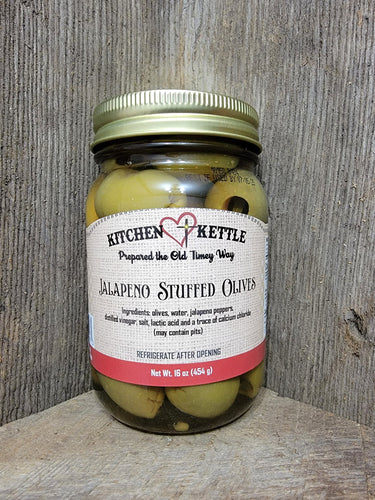 KITCHEN KETTLE
Prepared the Old Timey Way
JALAPENO STUFFED OLIVES
Ingredients: olives, water, jalapeno peppers,
distilled vinegar, salt, lactic acid and a trace of calcium chloride
(may contain pits)
REFRIGERATE AFTER OPENING
Net Wt. 16 oz (454 g)